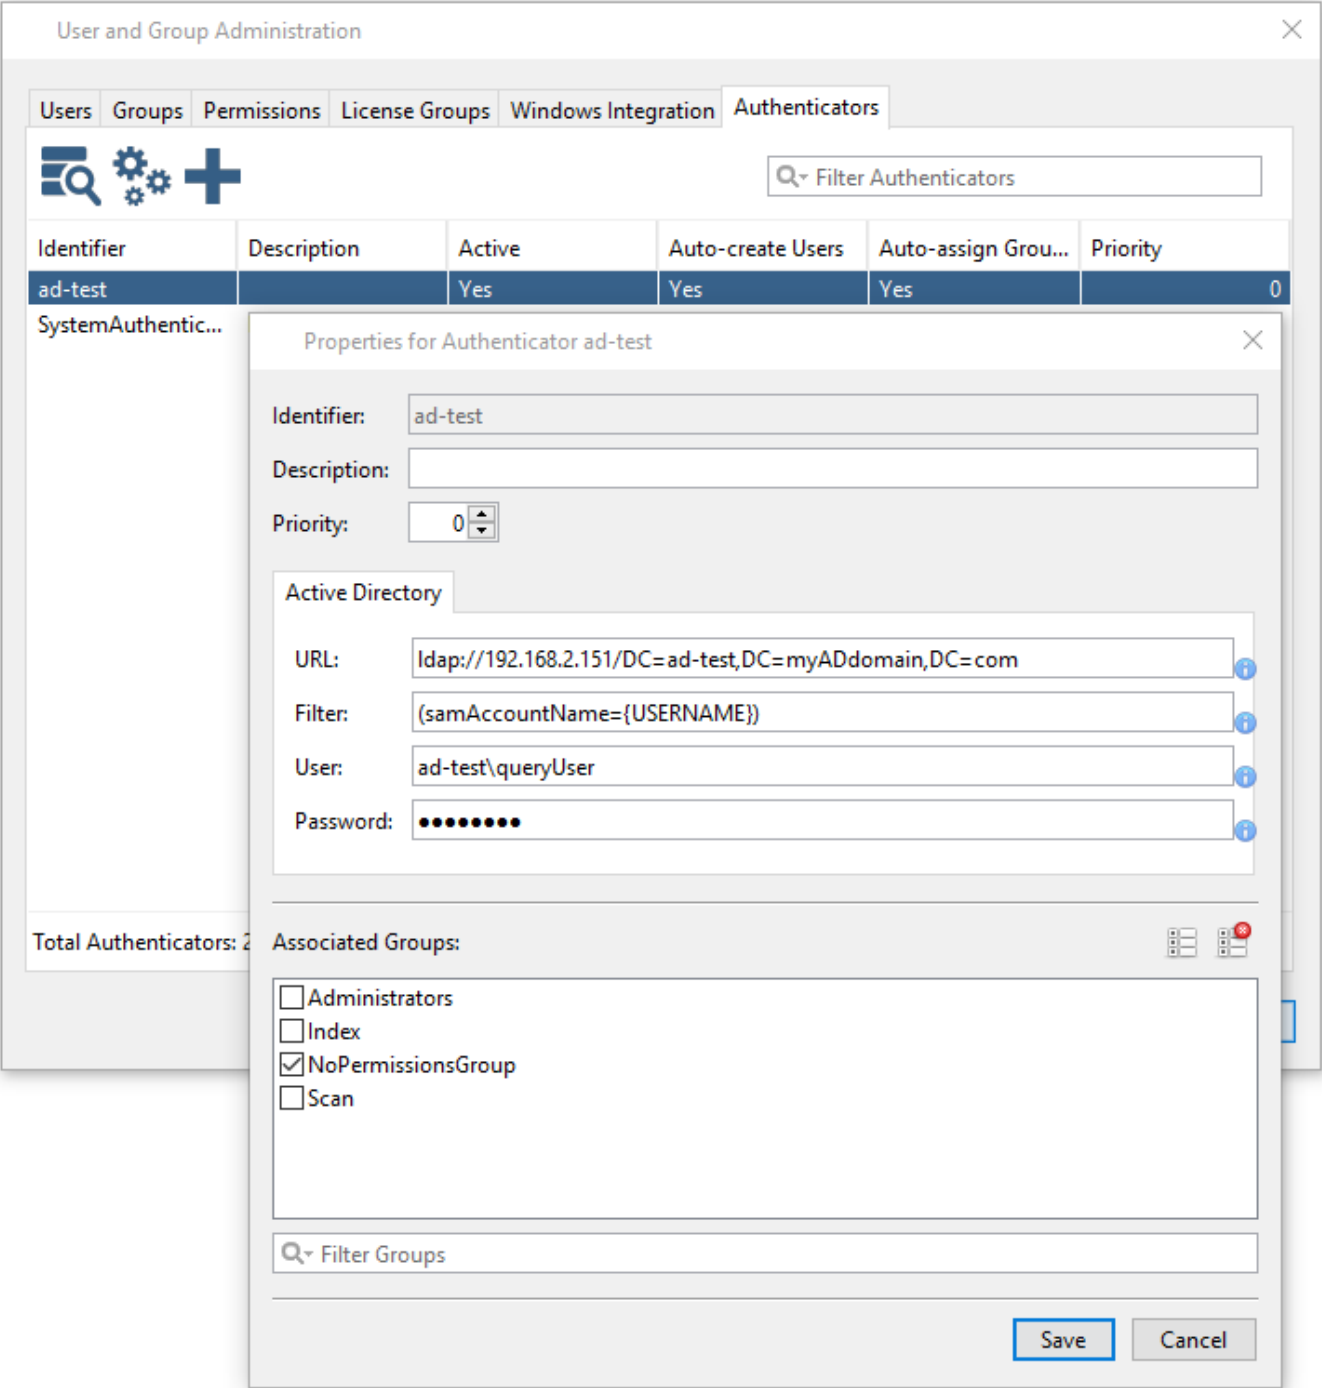 User and Group Administration
Users Groups Permissions License Groups Windows Integration Authenticators
Filter Authenticators
Identifier Description Active Auto-create Users Auto-assign Grou... Priority
ad-test Yes Yes Yes 0
SystemAuthentic...
Properties for Authenticator ad-test
Identifier: ad-test
Description:
Priority: 0
Active Directory
URL: ldap://192.168.2.151/DC=ad-test,DC=myADdomain,DC=com
Filter: (samAccountName={USERNAME})
User: ad-test\queryUser
Password: ●●●●●●●●
Total Authenticators: 2
Associated Groups:
Administrators
Index
NoPermissionsGroup
Scan
Filter Groups
Save Cancel